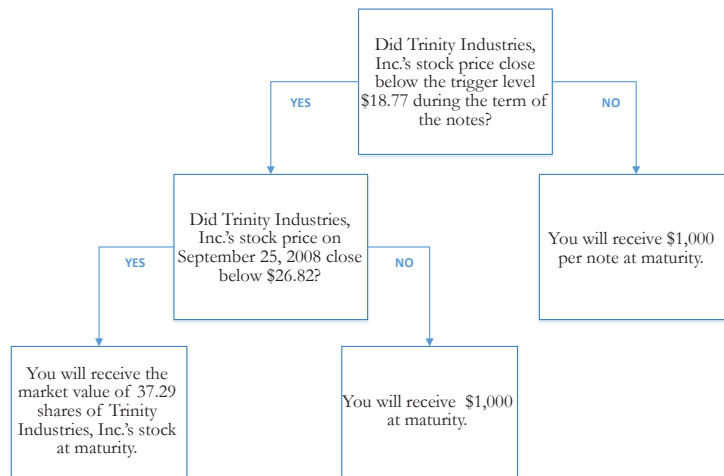 Did Trinity Industries,
Inc.'s stock price close
below the trigger level
$18.77 during the term of
the notes?
YES
NO
Did Trinity Industries,
Inc.'s stock price on
September 25, 2008 close
below $26.82?
You will receive $1,000
per note at maturity.
YES
NO
You will receive the
market value of 37.29
shares of Trinity
Industries, Inc.'s stock
at maturity.
You will receive $1,000
at maturity.